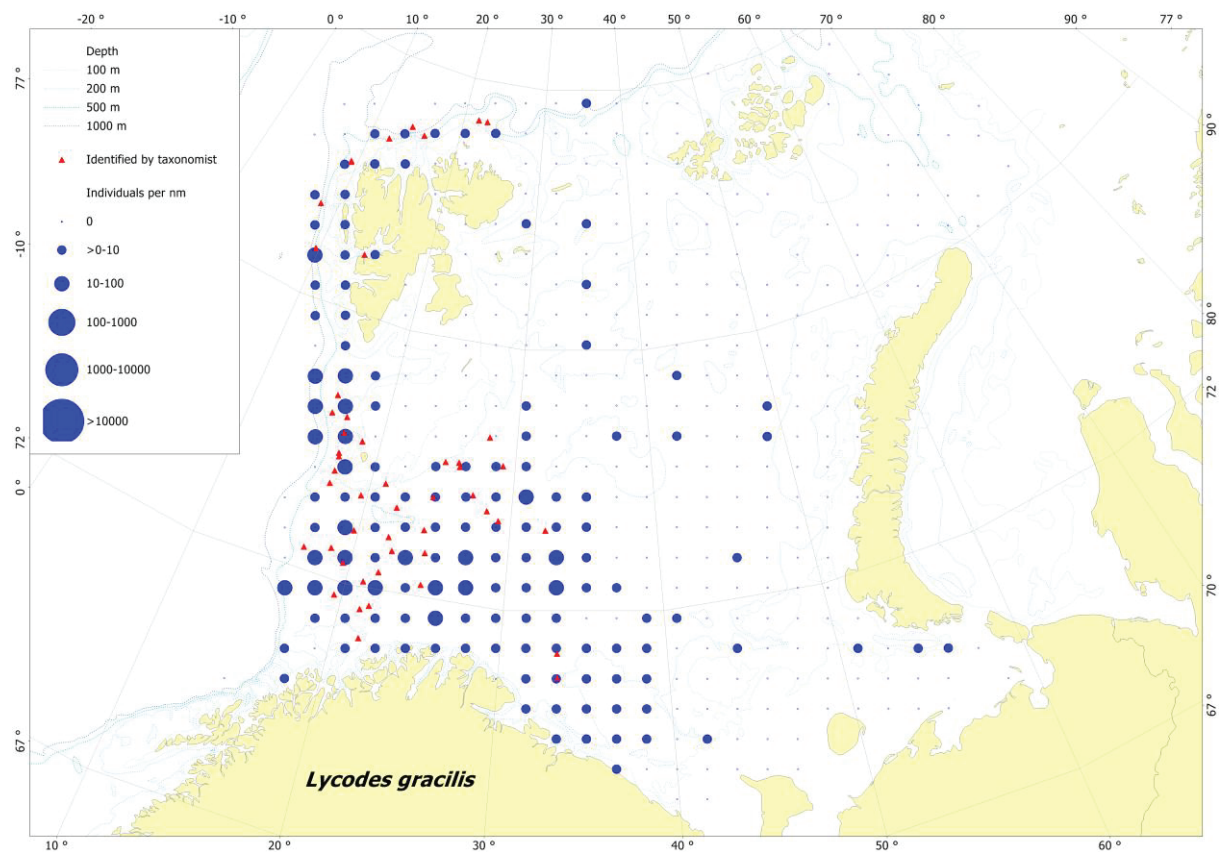 -20 ° -10 ° 0 ° 10 ° 20 ° 30 ° 40 ° 50 ° 60 ° 70 ° 80 ° 90 ° 77 °
Depth
100 m
200 m
500 m
1000 m
Identified by taxonomist
Individuals per nm
0
>0-10
10-100
100-1000
1000-10000
>10000
77 °
-10 °
72 °
0 °
67 °
90 °
80 °
72 °
70 °
67 °
Lycodes gracilis
10 ° 20 ° 30 ° 40 ° 50 ° 60 °